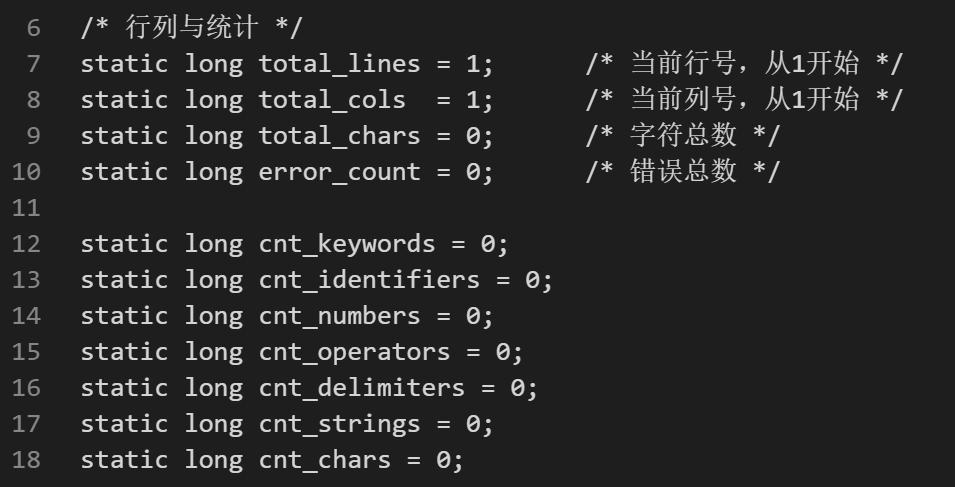 6 /* 行列与统计 */
7 static long total_lines = 1; /* 当前行号，从1开始 */
8 static long total_cols = 1; /* 当前列号，从1开始 */
9 static long total_chars = 0; /* 字符总数 */
10 static long error_count = 0; /* 错误总数 */
11
12 static long cnt_keywords = 0;
13 static long cnt_identifiers = 0;
14 static long cnt_numbers = 0;
15 static long cnt_operators = 0;
16 static long cnt_delimiters = 0;
17 static long cnt_strings = 0;
18 static long cnt_chars = 0;